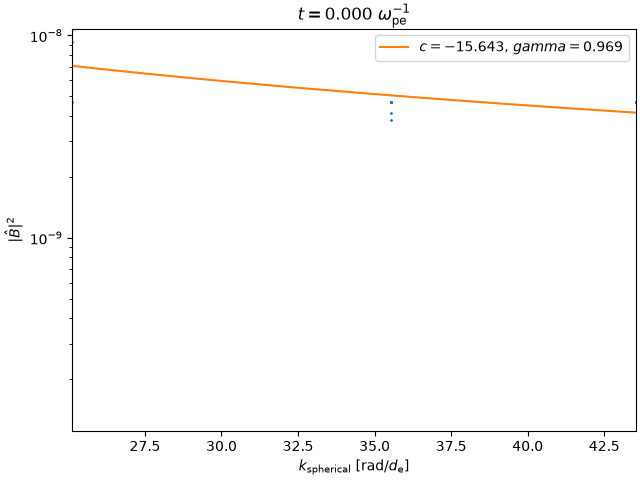 t = 0.000 ω_pe^−1
c = −15.643, gamma = 0.969
|B̂|²
10⁻⁸
10⁻⁹
27.5 30.0 32.5 35.0 37.5 40.0 42.5
k_spherical [rad/d_e]